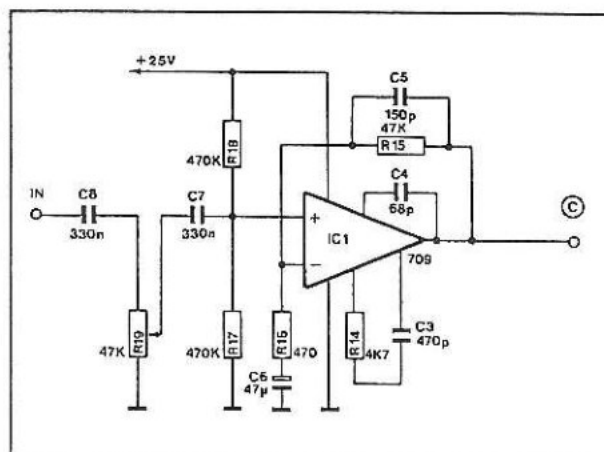 +25V
C5
150p
47K
R15
R18
470K
C4
68p
IN
C8
330n
C7
330n
+
IC1
−
709
C
R19
47K
R17
470K
R16
470
C6
47µ
R14
4K7
C3
470p